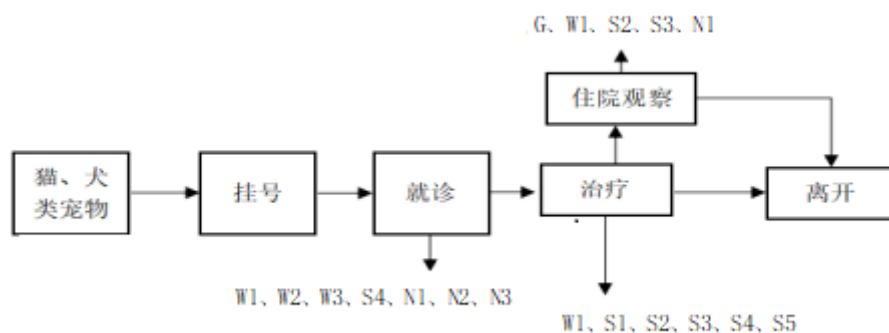 G、W1、S2、S3、N1
住院观察
猫、犬
类宠物
挂号
就诊
治疗
离开
W1、W2、W3、S4、N1、N2、N3
W1、S1、S2、S3、S4、S5